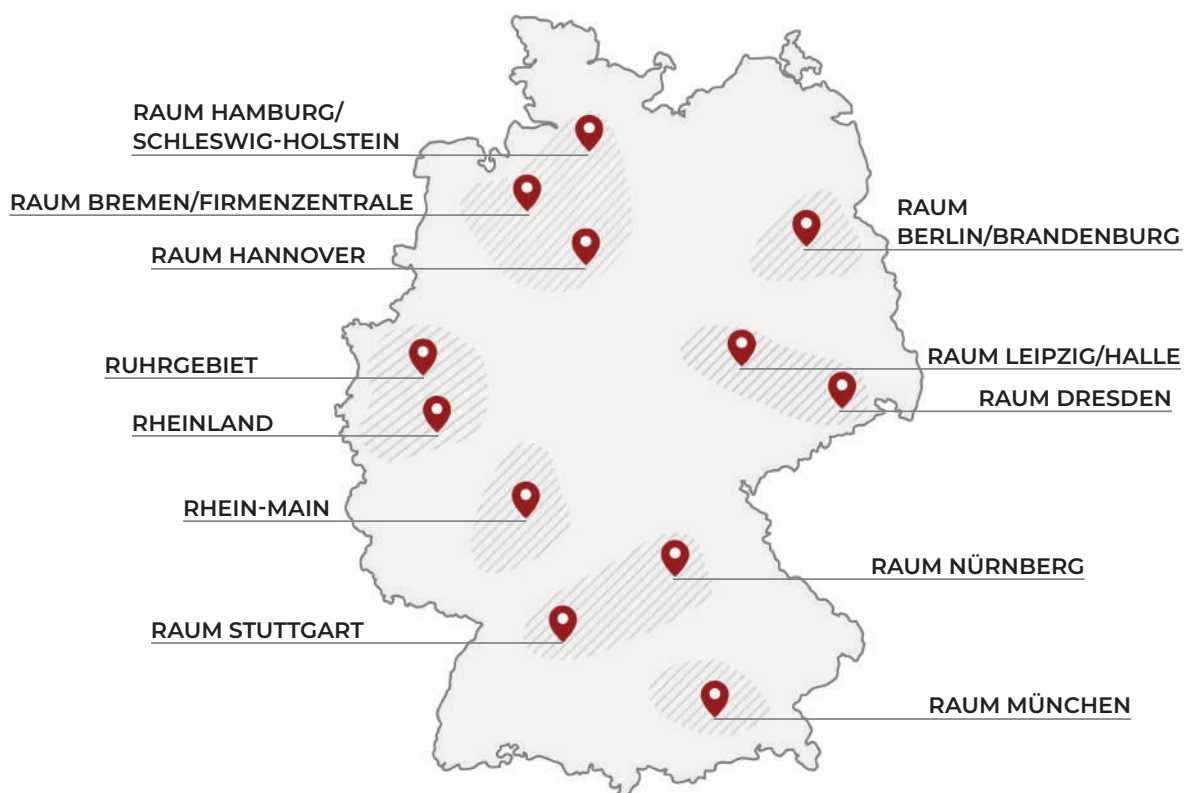 RAUM HAMBURG/
SCHLESWIG-HOLSTEIN
RAUM BREMEN/FIRMENZENTRALE
RAUM HANNOVER
RUHRGEBIET
RHEINLAND
RHEIN-MAIN
RAUM STUTTGART
RAUM
BERLIN/BRANDENBURG
RAUM LEIPZIG/HALLE
RAUM DRESDEN
RAUM NÜRNBERG
RAUM MÜNCHEN